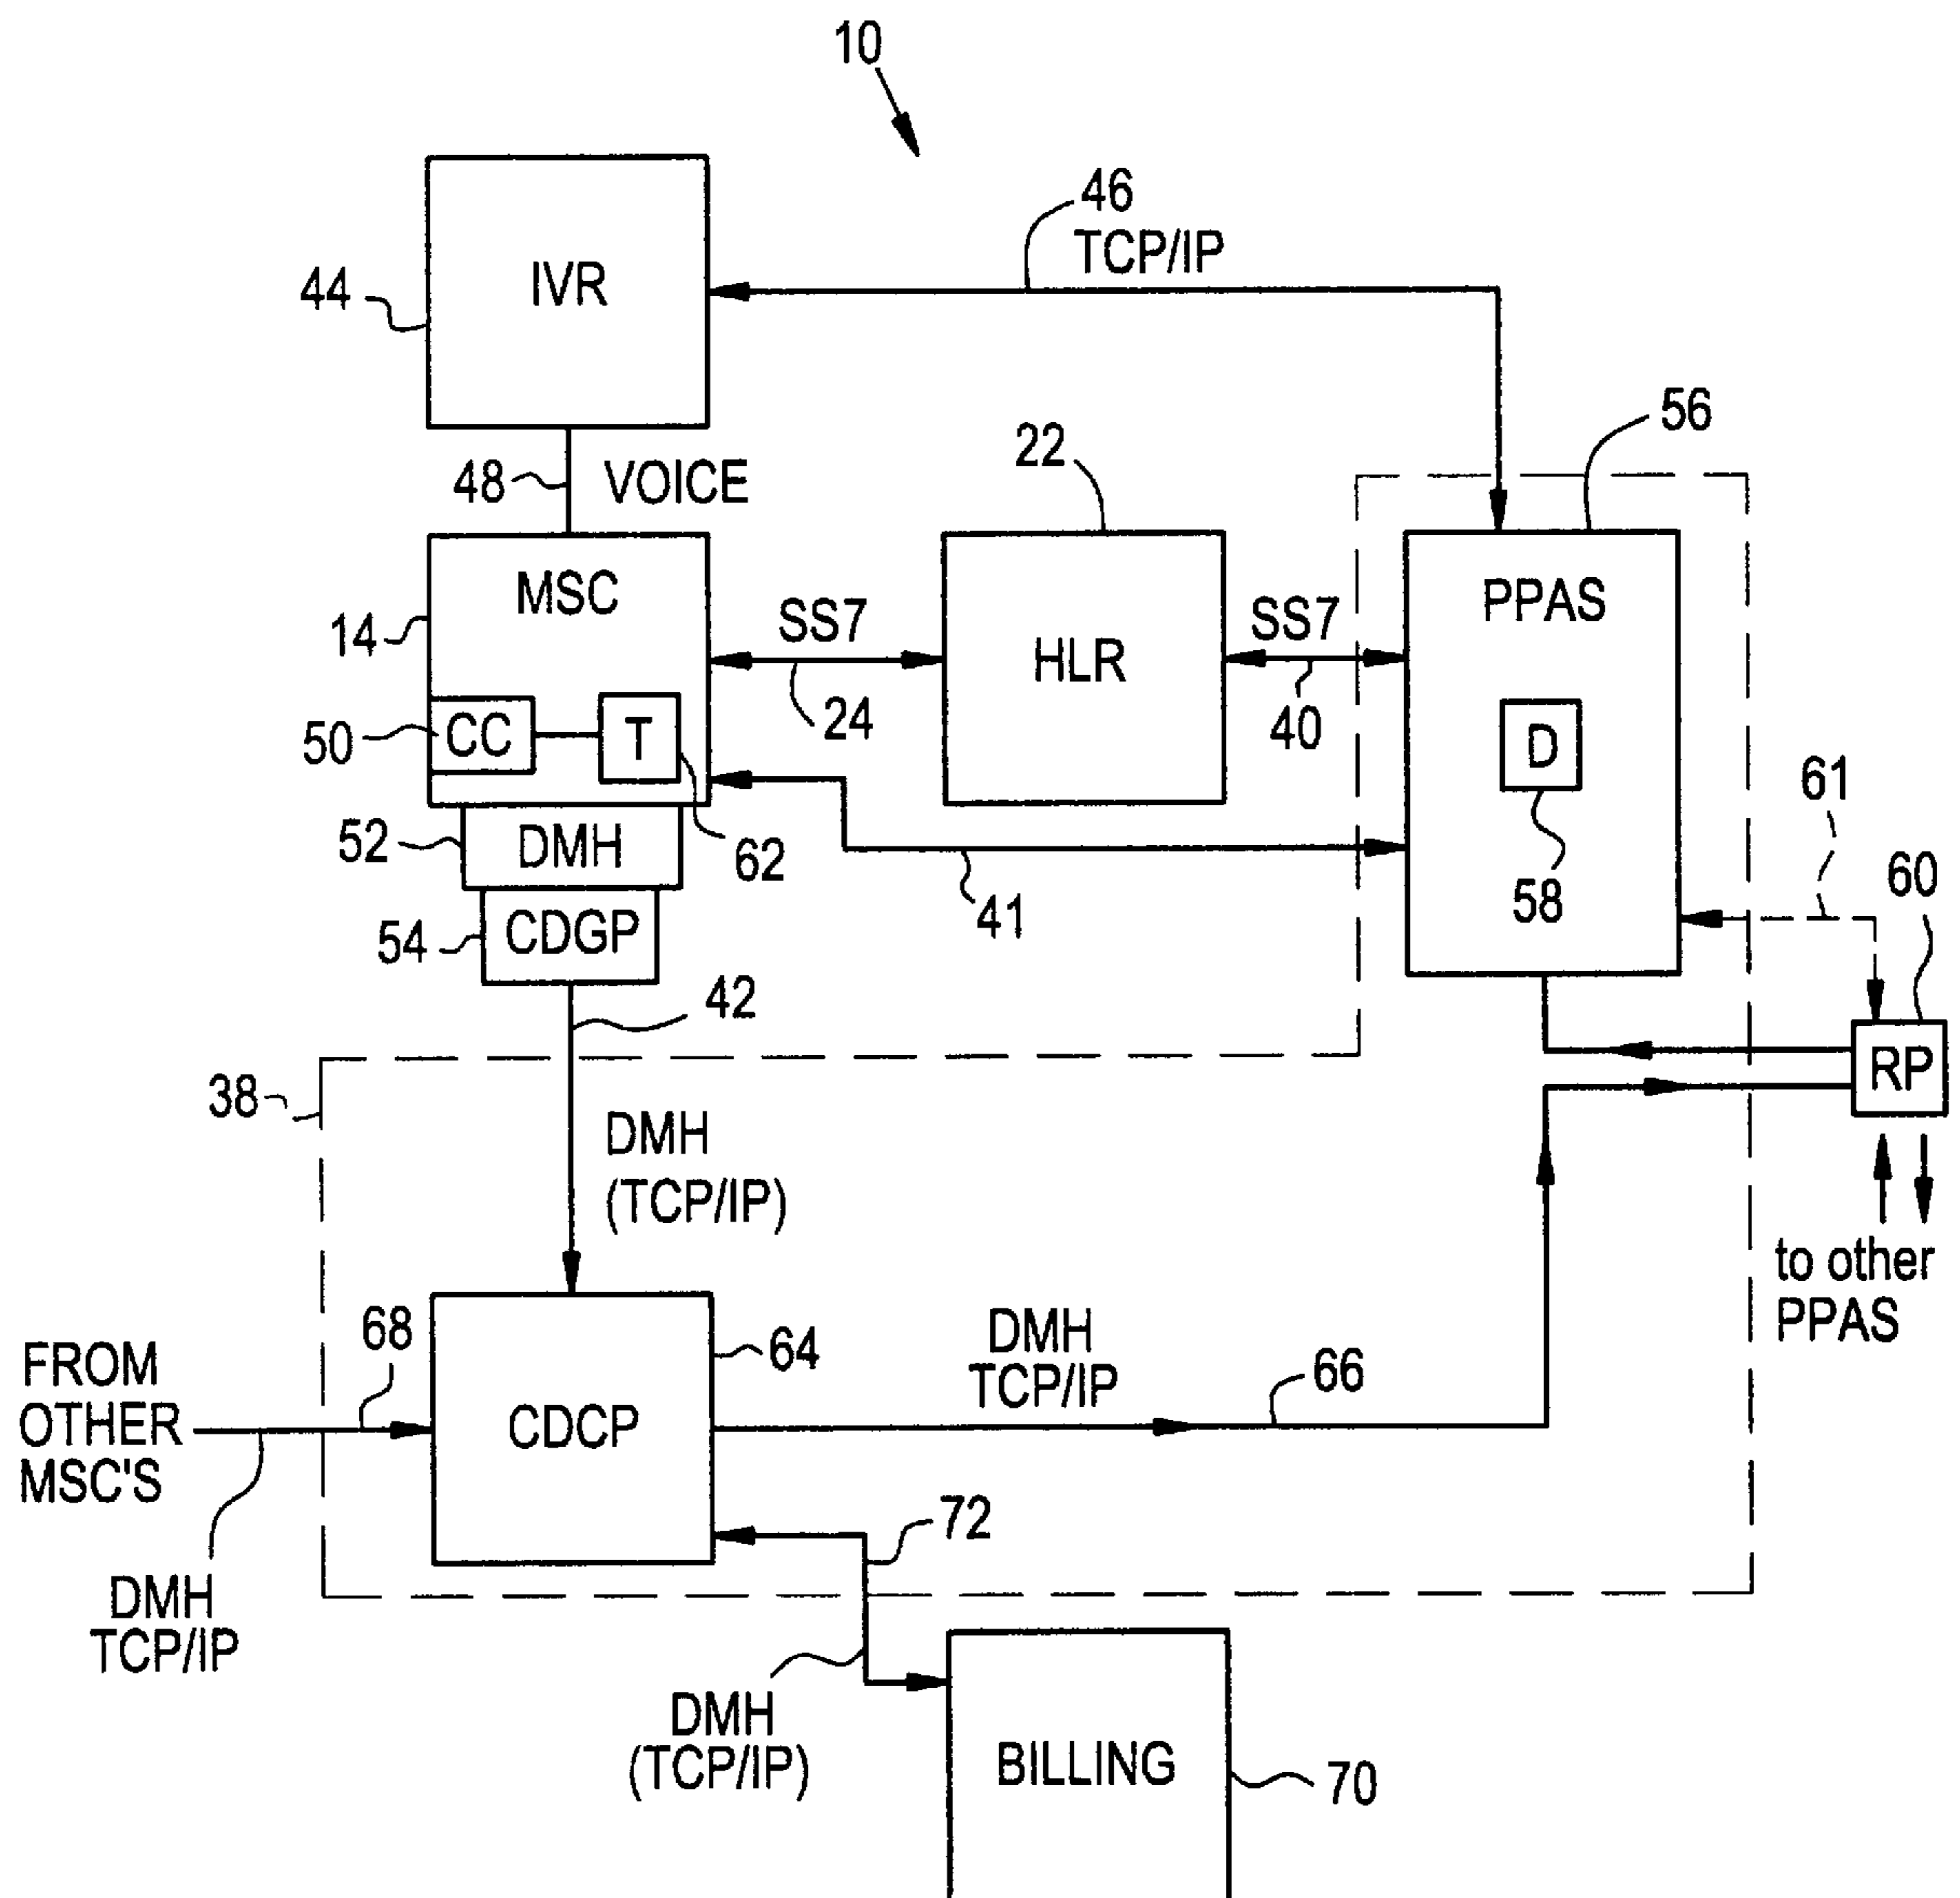 10
46
TCP/IP
IVR
44
56
22
48
VOICE
MSC
PPAS
14
SS7
SS7
HLR
24
40
50
CC
T
D
61
52
DMH
62
41
58
60
54
CDGP
42
RP
38
DMH
(TCP/IP)
to other
PPAS
68
64
DMH
TCP/IP
66
FROM
OTHER
MSC'S
CDCP
72
DMH
TCP/IP
DMH
(TCP/IP)
BILLING
70